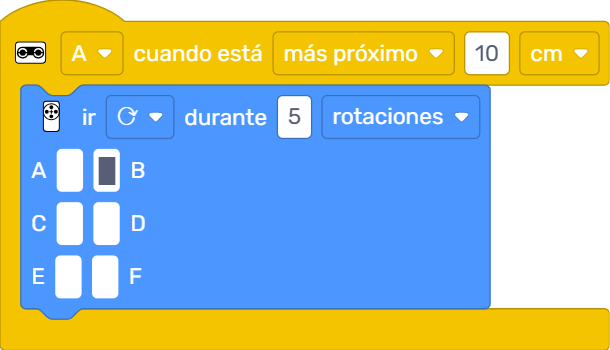 A cuando está más próximo 10 cm
ir durante 5 rotaciones
A B
C D
E F